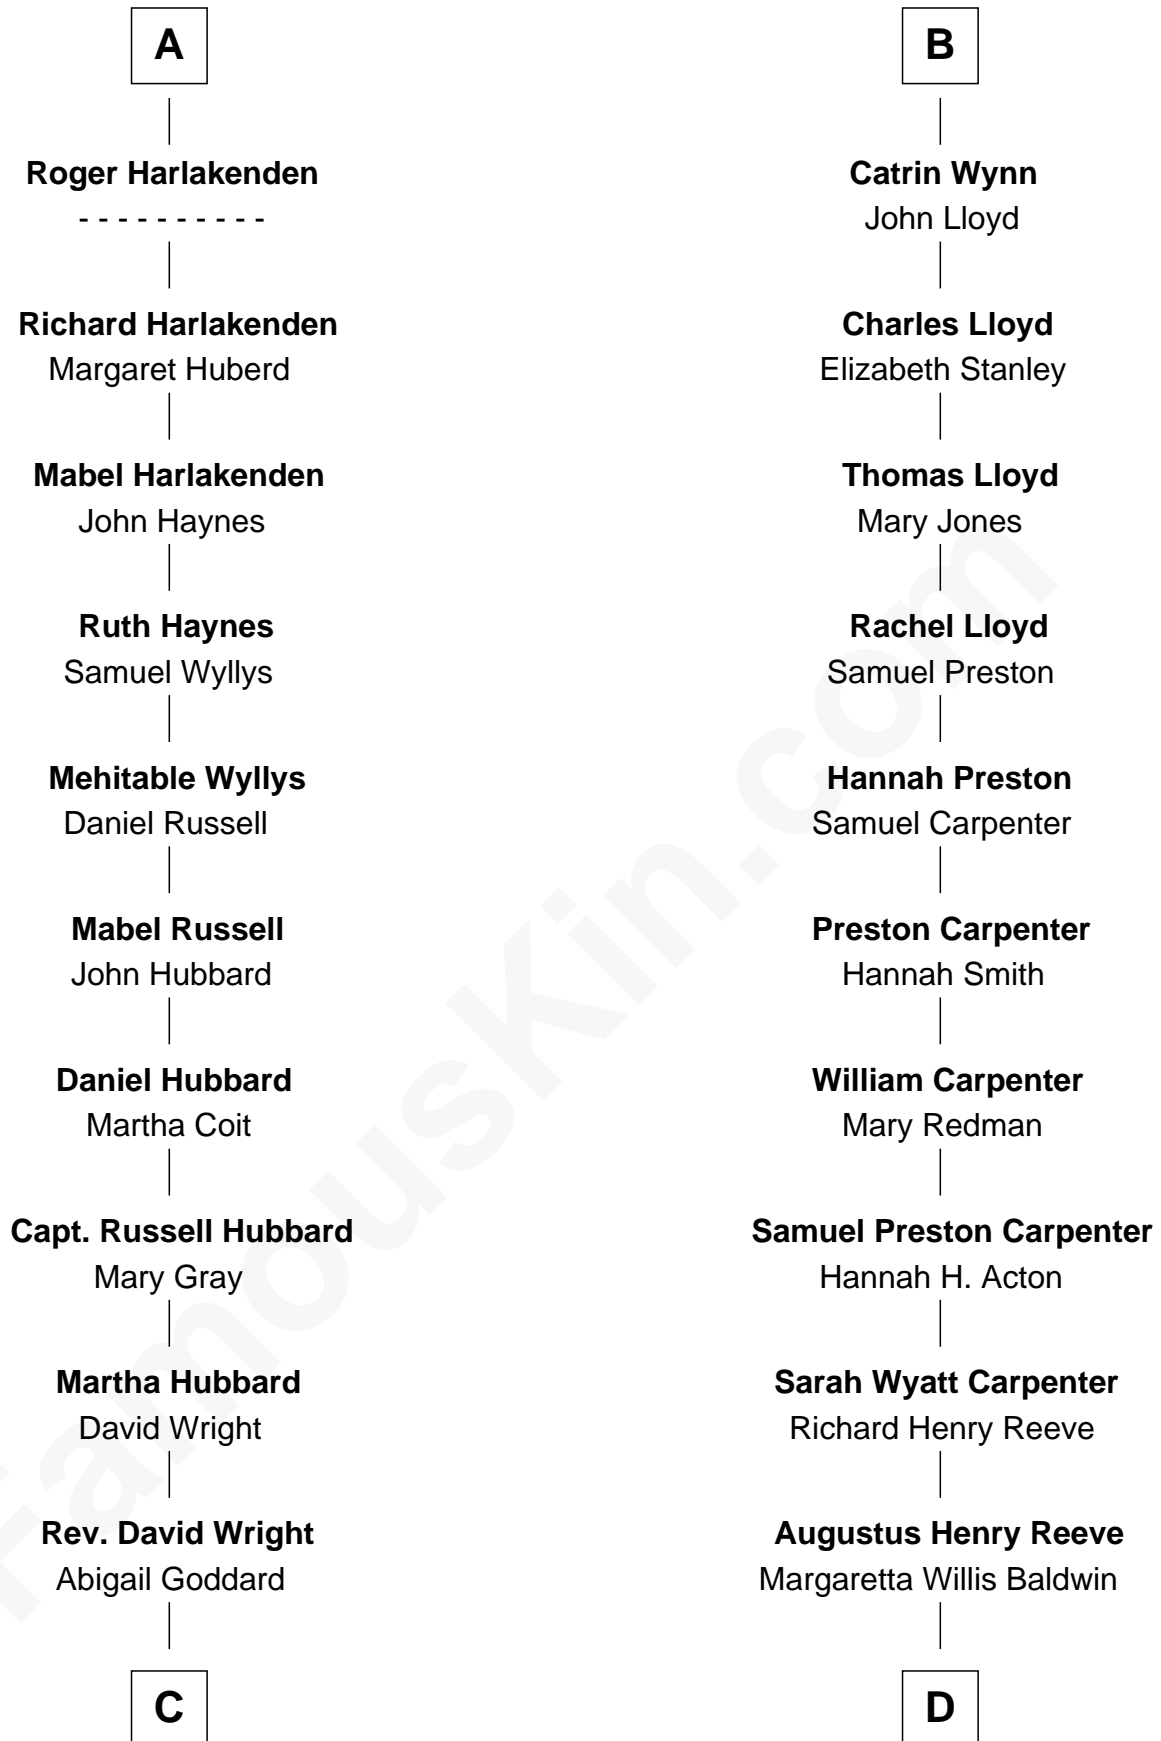 A
Roger Harlakenden
- - - - - - - - - -
Richard Harlakenden
Margaret Huberd
Mabel Harlakenden
John Haynes
Ruth Haynes
Samuel Wyllys
Mehitable Wyllys
Daniel Russell
Mabel Russell
John Hubbard
Daniel Hubbard
Martha Coit
Capt. Russell Hubbard
Mary Gray
Martha Hubbard
David Wright
Rev. David Wright
Abigail Goddard
C
B
Catrin Wynn
John Lloyd
Charles Lloyd
Elizabeth Stanley
Thomas Lloyd
Mary Jones
Rachel Lloyd
Samuel Preston
Hannah Preston
Samuel Carpenter
Preston Carpenter
Hannah Smith
William Carpenter
Mary Redman
Samuel Preston Carpenter
Hannah H. Acton
Sarah Wyatt Carpenter
Richard Henry Reeve
Augustus Henry Reeve
Margaretta Willis Baldwin
D
FamousKin.com